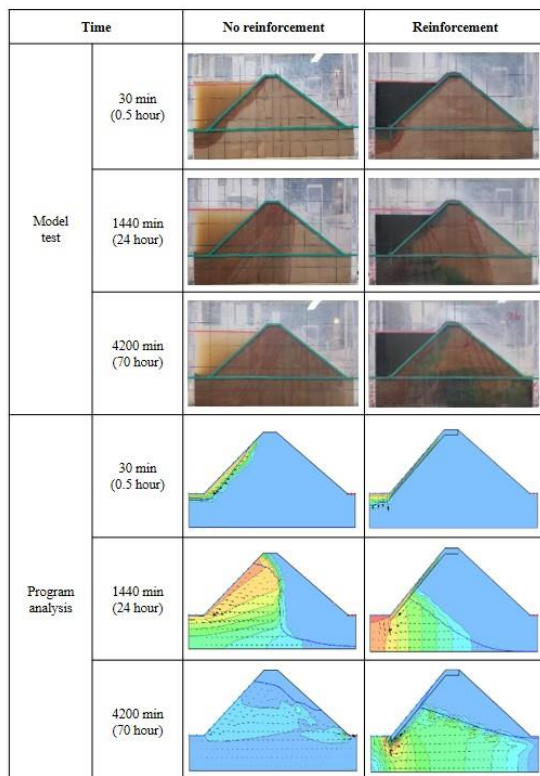 Time
No reinforcement
Reinforcement
Model
test
30 min
(0.5 hour)
1440 min
(24 hour)
4200 min
(70 hour)
Program
analysis
30 min
(0.5 hour)
1440 min
(24 hour)
4200 min
(70 hour)